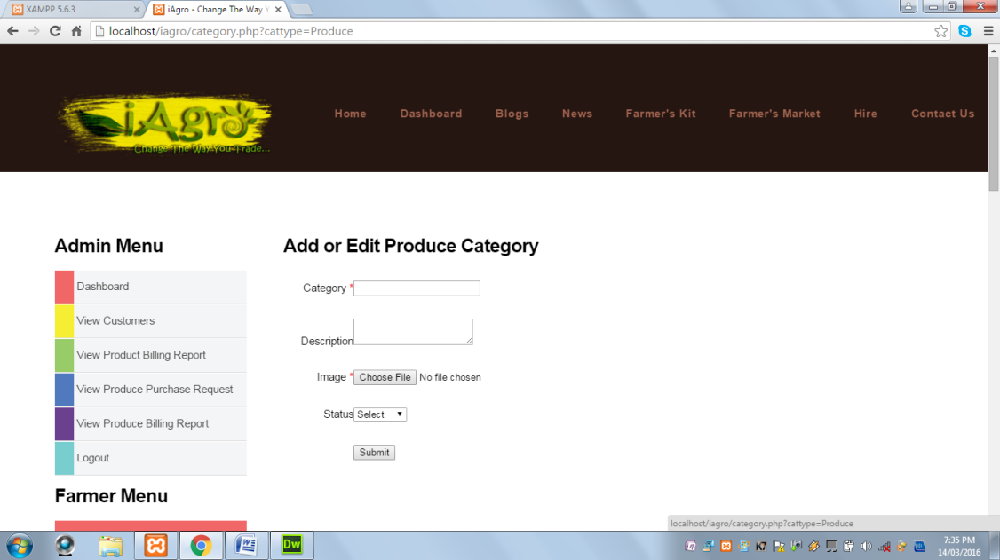 XAMPP 5.6.3
iAgro - Change The Way Y
localhost/iagro/category.php?cattype=Produce
iAgro
Change The Way You Trade...
Home Dashboard Blogs News Farmer's Kit Farmer's Market Hire Contact Us
Admin Menu
Dashboard
View Customers
View Product Billing Report
View Produce Purchase Request
View Produce Billing Report
Logout
Farmer Menu
Add or Edit Produce Category
Category *
Description
Image * Choose File No file chosen
Status Select
Submit
localhost/iagro/category.php?cattype=Produce
Dw
7:35 PM
14/03/2016